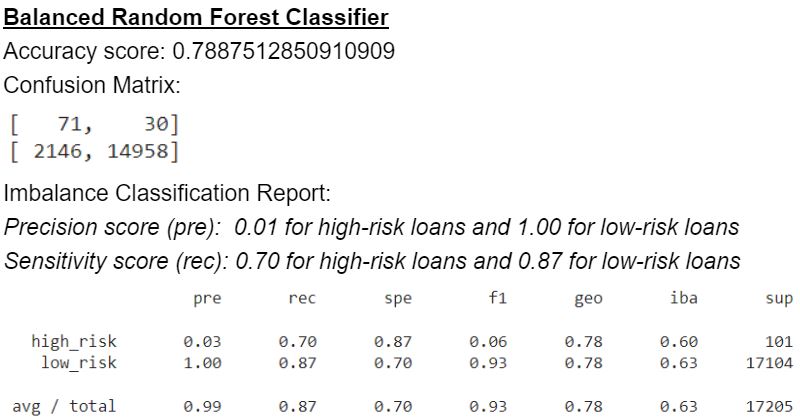 Balanced Random Forest Classifier
Accuracy score: 0.7887512850910909
Confusion Matrix:
[ 71, 30]
[ 2146, 14958]
Imbalance Classification Report:
Precision score (pre): 0.01 for high-risk loans and 1.00 for low-risk loans
Sensitivity score (rec): 0.70 for high-risk loans and 0.87 for low-risk loans
pre rec spe f1 geo iba sup
high_risk 0.03 0.70 0.87 0.06 0.78 0.60 101
low_risk 1.00 0.87 0.70 0.93 0.78 0.63 17104
avg / total 0.99 0.87 0.70 0.93 0.78 0.63 17205